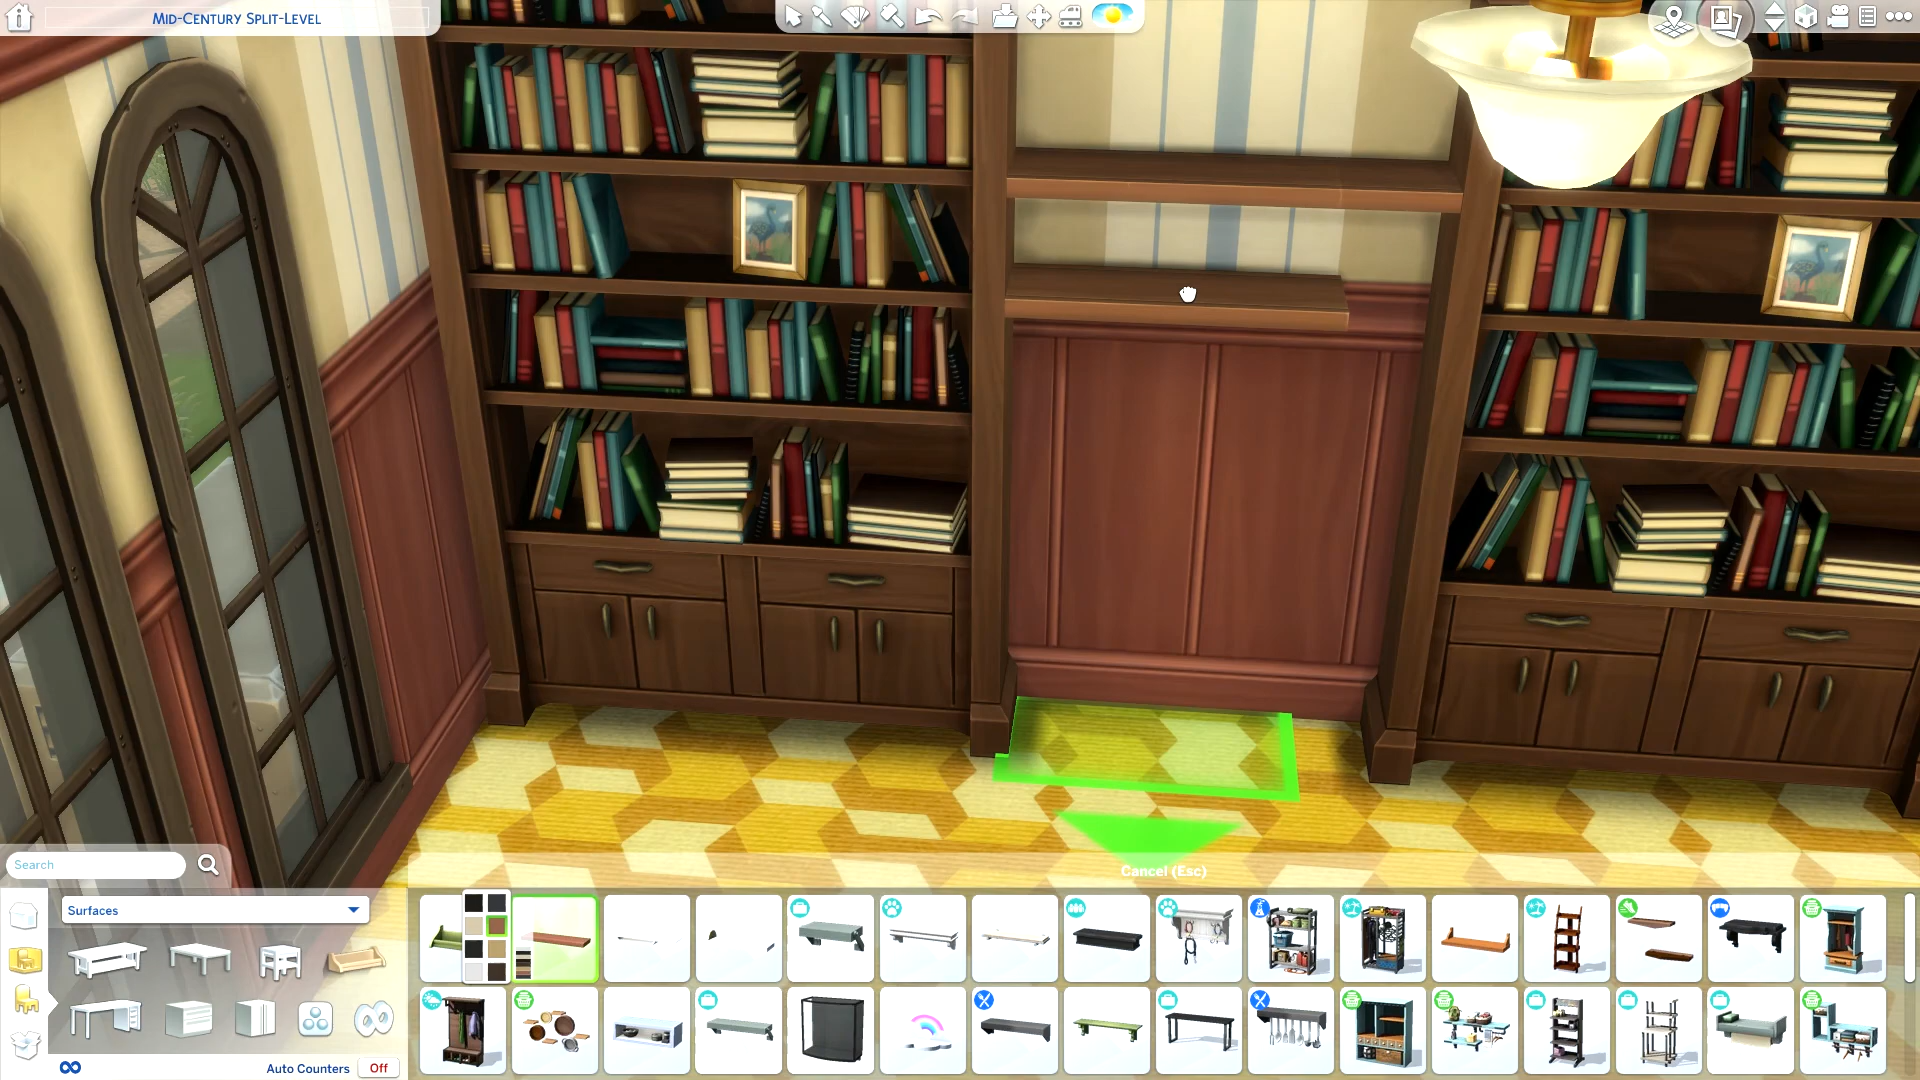 Mid-Century Split-Level
Cancel (Esc)
Search
Surfaces
Auto Counters
Off